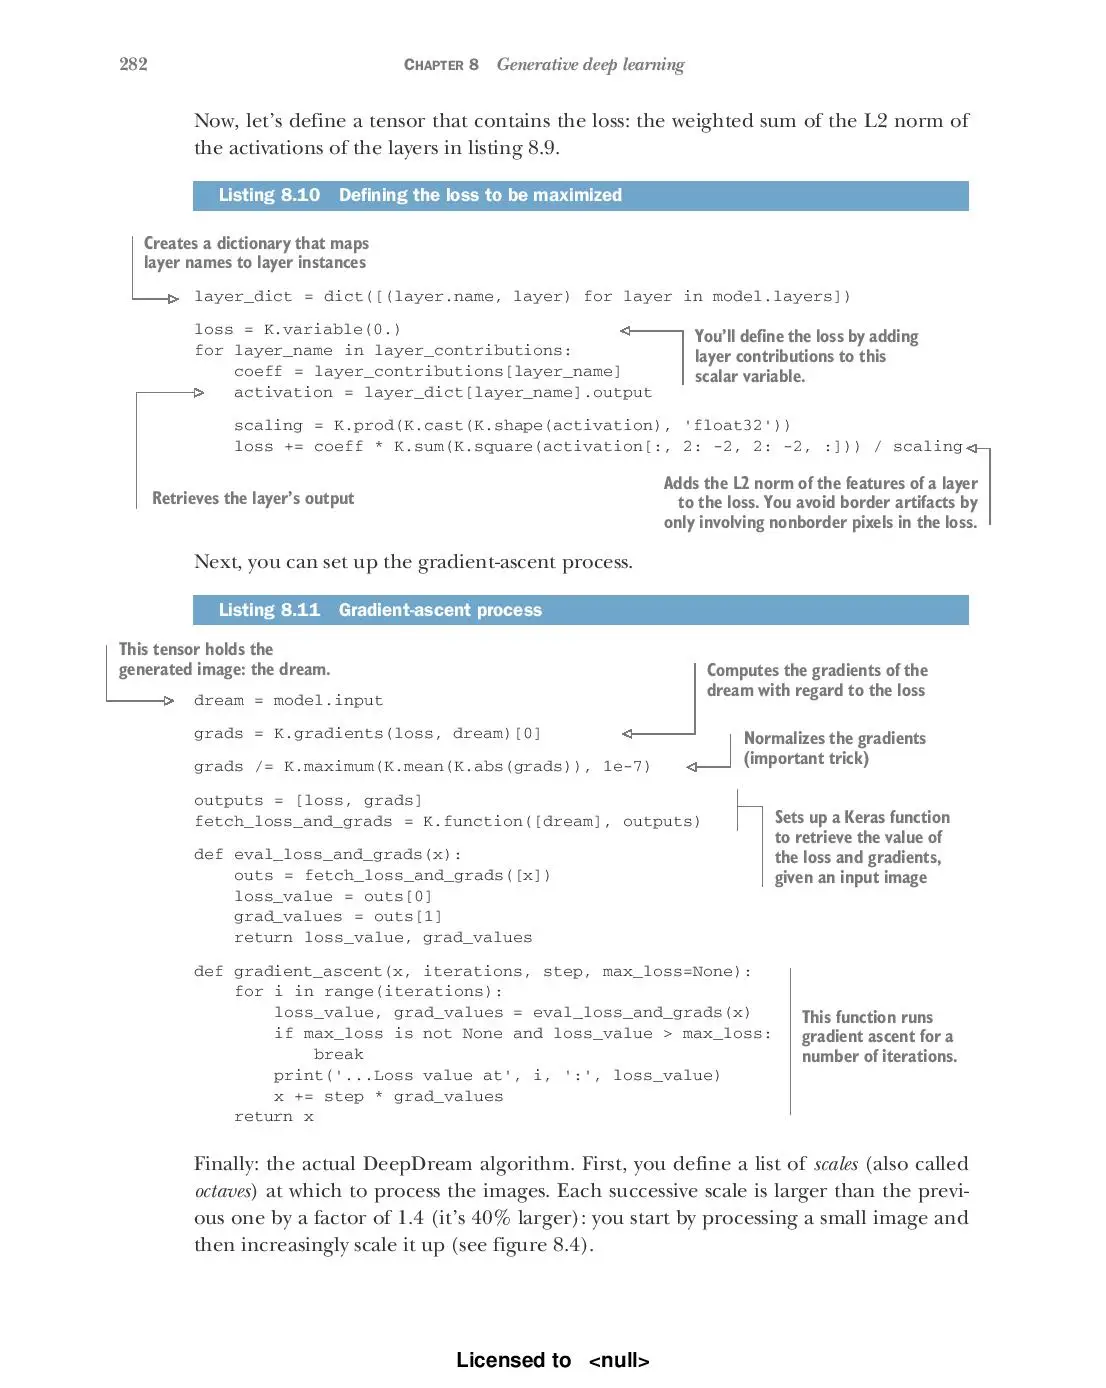 282
CHAPTER 8 Generative deep learning
Now, let's define a tensor that contains the loss: the weighted sum of the L2 norm of
the activations of the layers in listing 8.9.
Listing 8.10 Defining the loss to be maximized
Creates a dictionary that maps
layer names to layer instances
layer_dict = dict([(layer.name, layer) for layer in model.layers])
loss = K.variable(0.)
for layer_name in layer_contributions:
    coeff = layer_contributions[layer_name]
    activation = layer_dict[layer_name].output
You'll define the loss by adding
layer contributions to this
scalar variable.
    scaling = K.prod(K.cast(K.shape(activation), 'float32'))
    loss += coeff * K.sum(K.square(activation[:, 2: -2, 2: -2, :])) / scaling
Retrieves the layer's output
Adds the L2 norm of the features of a layer
to the loss. You avoid border artifacts by
only involving nonborder pixels in the loss.
Next, you can set up the gradient-ascent process.
Listing 8.11 Gradient-ascent process
This tensor holds the
generated image: the dream.
dream = model.input
Computes the gradients of the
dream with regard to the loss
grads = K.gradients(loss, dream)[0]
Normalizes the gradients
(important trick)
grads /= K.maximum(K.mean(K.abs(grads)), 1e-7)
outputs = [loss, grads]
fetch_loss_and_grads = K.function([dream], outputs)
Sets up a Keras function
to retrieve the value of
the loss and gradients,
given an input image
def eval_loss_and_grads(x):
    outs = fetch_loss_and_grads([x])
    loss_value = outs[0]
    grad_values = outs[1]
    return loss_value, grad_values
def gradient_ascent(x, iterations, step, max_loss=None):
    for i in range(iterations):
        loss_value, grad_values = eval_loss_and_grads(x)
        if max_loss is not None and loss_value > max_loss:
            break
        print('...Loss value at', i, ':', loss_value)
        x += step * grad_values
    return x
This function runs
gradient ascent for a
number of iterations.
Finally: the actual DeepDream algorithm. First, you define a list of scales (also called
octaves) at which to process the images. Each successive scale is larger than the previ-
ous one by a factor of 1.4 (it's 40% larger): you start by processing a small image and
then increasingly scale it up (see figure 8.4).
Licensed to <null>